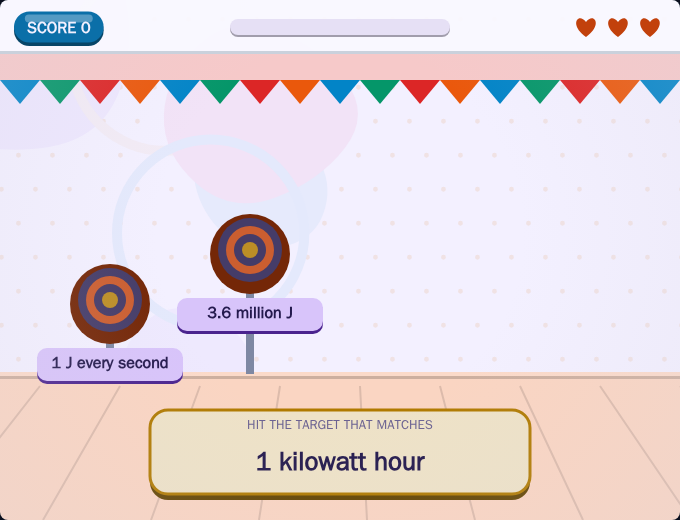 SCORE 0
3.6 million J
1 J every second
HIT THE TARGET THAT MATCHES
1 kilowatt hour